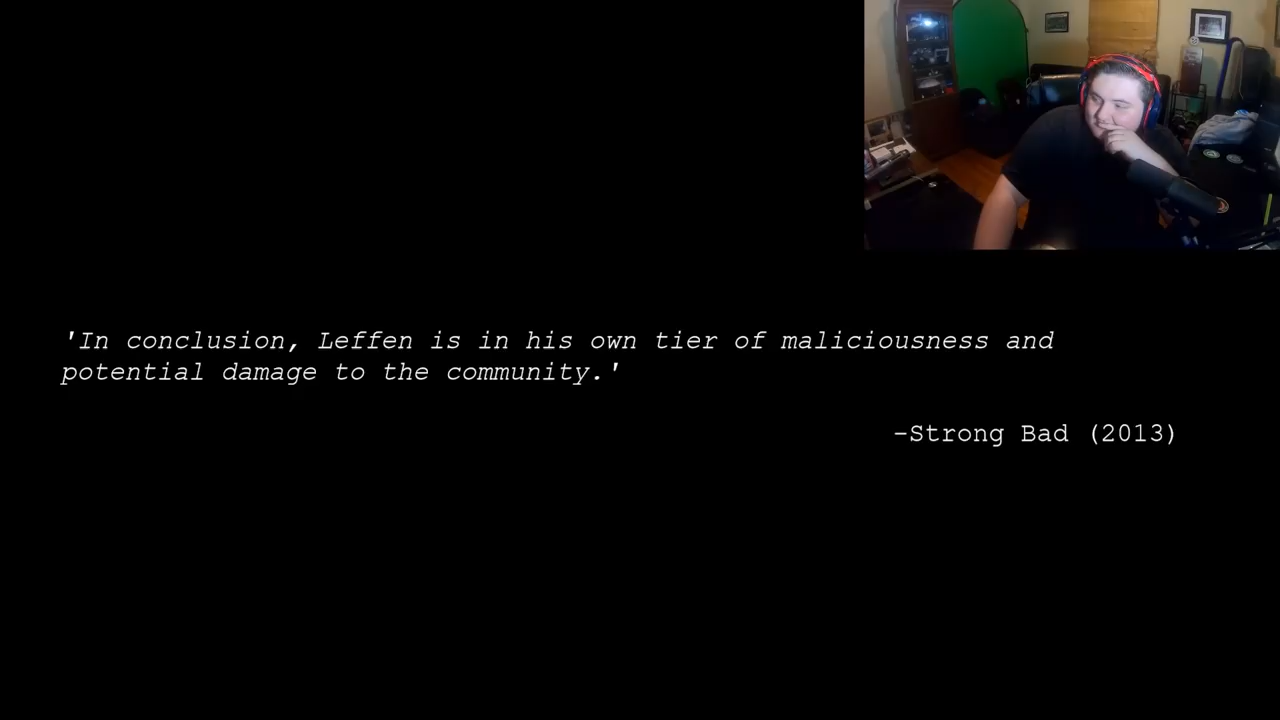 'In conclusion, Leffen is in his own tier of maliciousness and
potential damage to the community.'
-Strong Bad (2013)